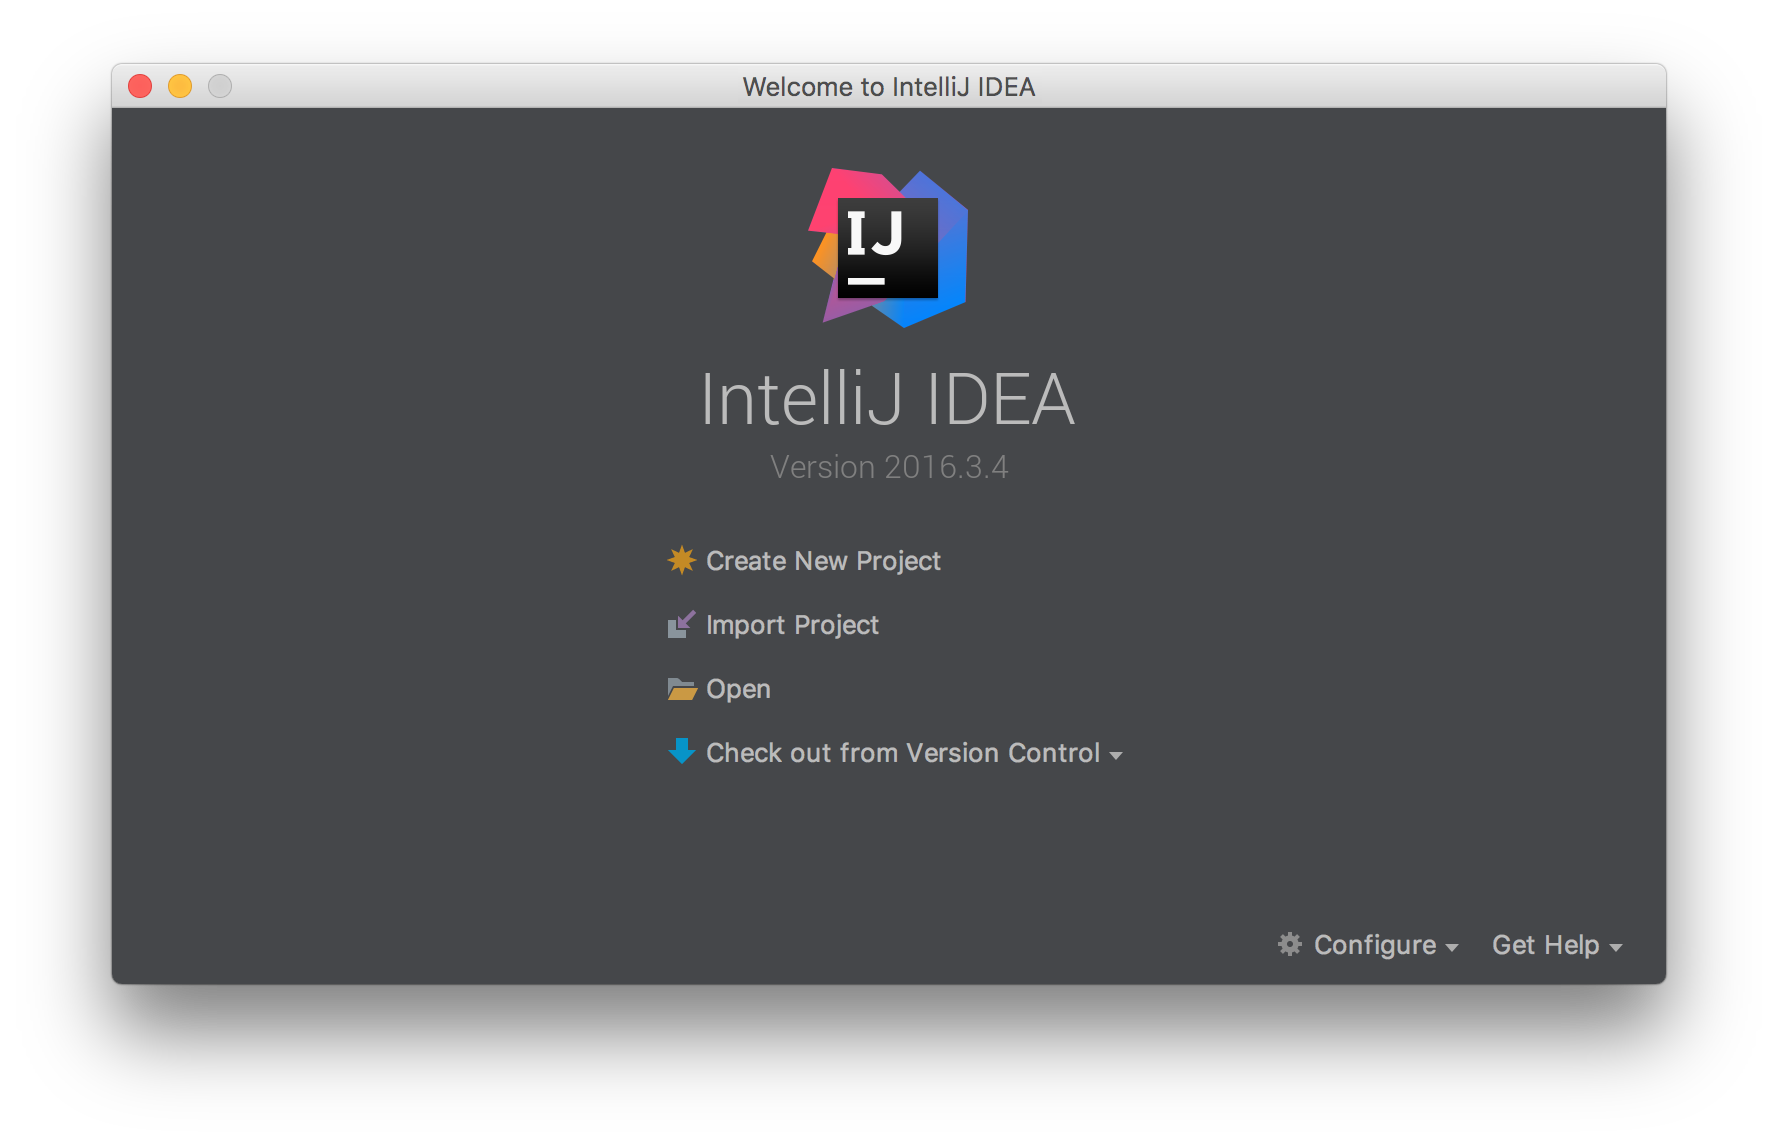 Welcome to IntelliJ IDEA
IJ
IntelliJ IDEA
Version 2016.3.4
Create New Project
Import Project
Open
Check out from Version Control
Configure
Get Help